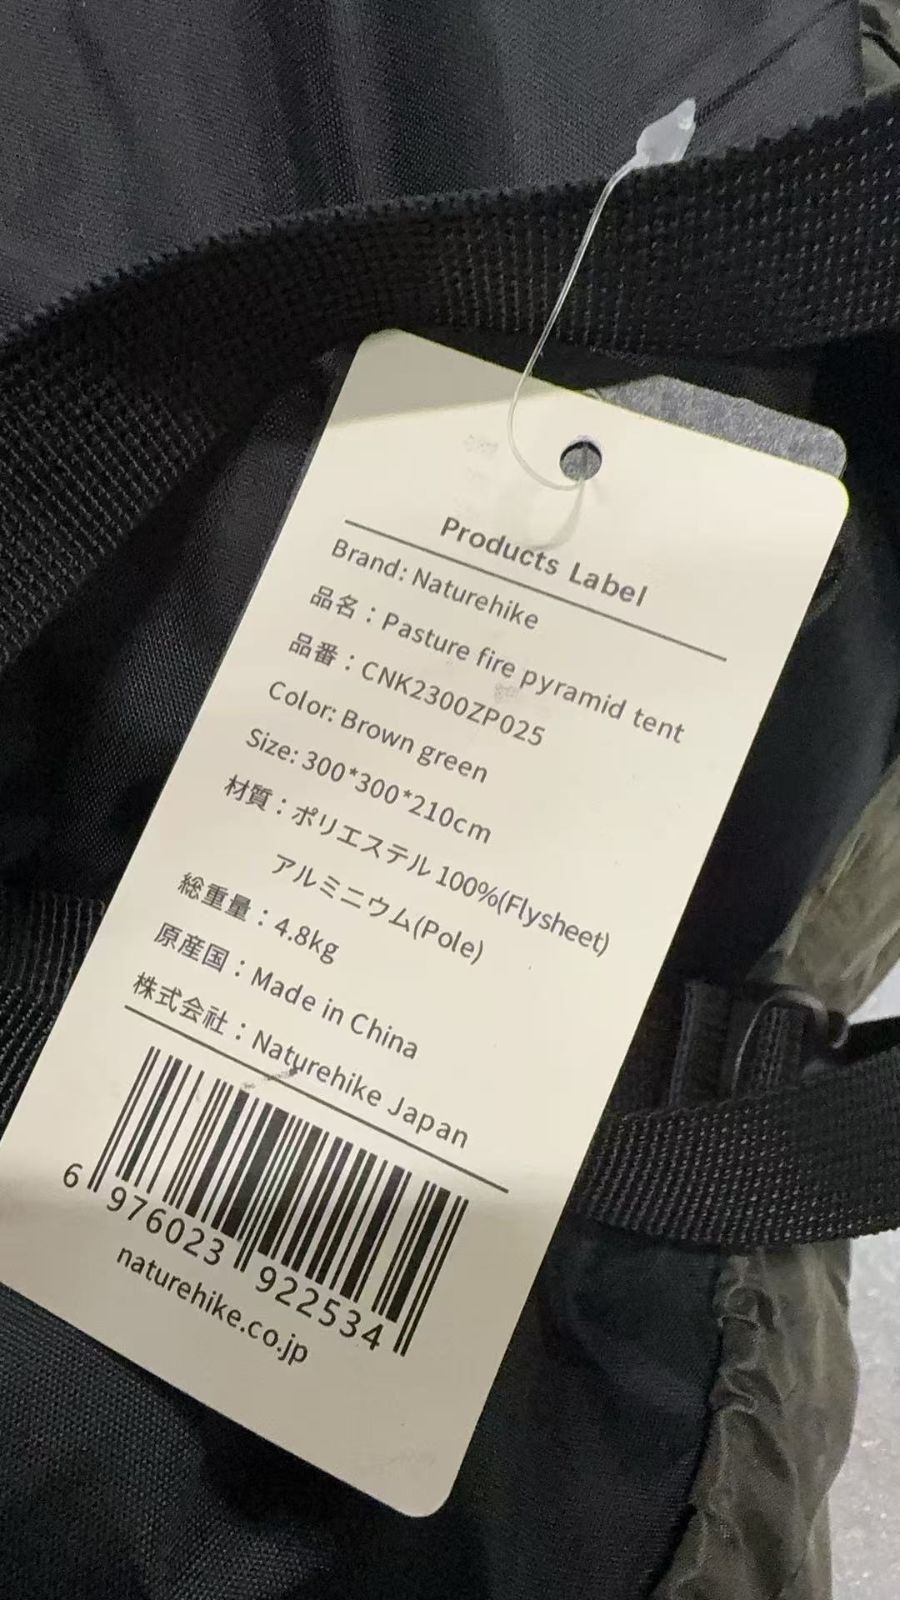 Products Label
Brand: Naturehike
品名：Pasture fire pyramid tent
品番：CNK2300ZP025
Color: Brown green
Size: 300*300*210cm
材質：ポリエステル 100%(Flysheet)
アルミニウム(Pole)
総重量：4.8kg
原産国：Made in China
株式会社：Naturehike Japan
6 976023 922534
naturehike.co.jp